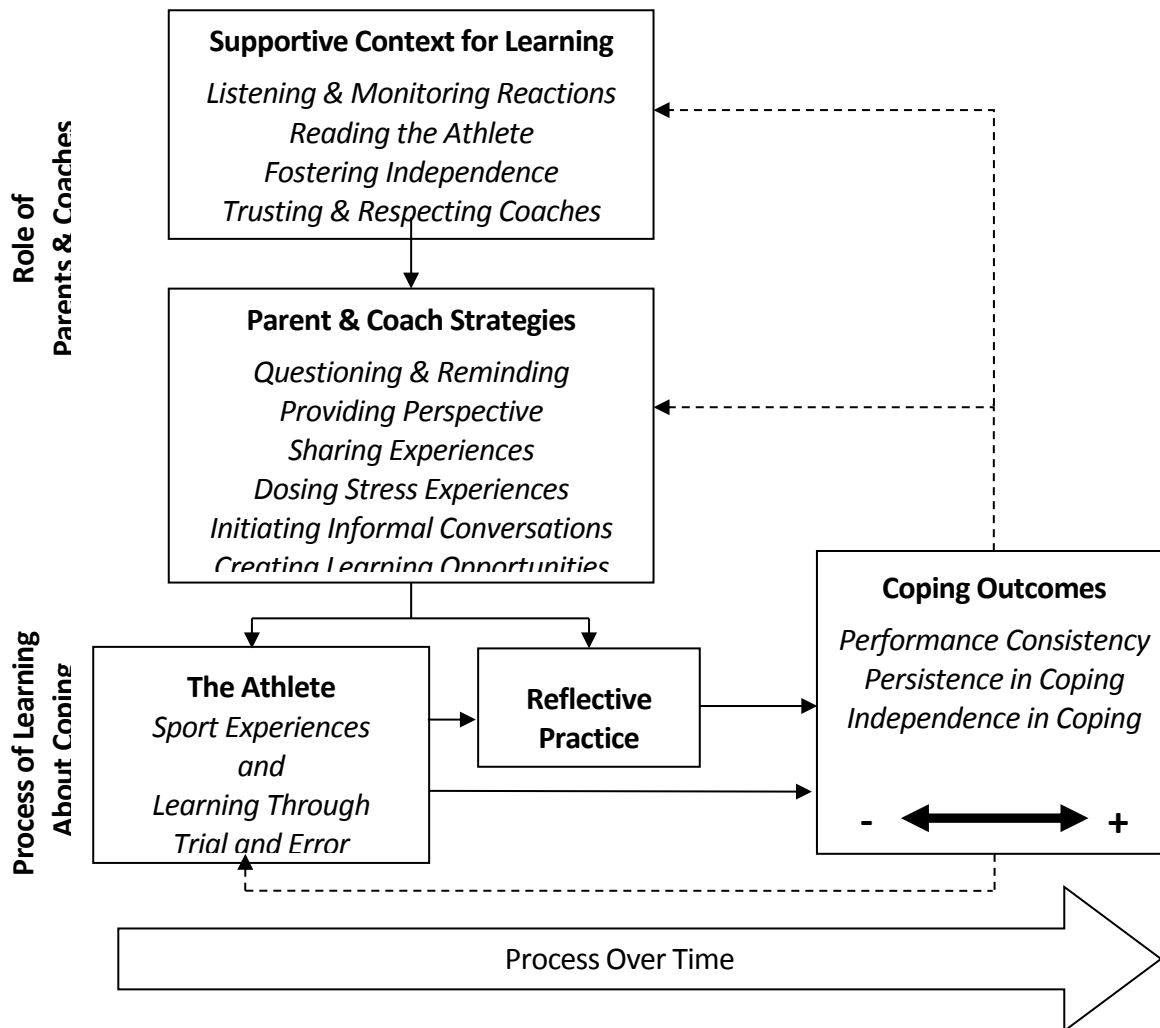 Supportive Context for Learning
Listening & Monitoring Reactions
Reading the Athlete
Fostering Independence
Trusting & Respecting Coaches
Role of
Parents & Coaches
Parent & Coach Strategies
Questioning & Reminding
Providing Perspective
Sharing Experiences
Dosing Stress Experiences
Initiating Informal Conversations
Creating Learning Opportunities
Process of Learning
About Coping
The Athlete
Sport Experiences
and
Learning Through
Trial and Error
Reflective
Practice
Coping Outcomes
Performance Consistency
Persistence in Coping
Independence in Coping
- +
Process Over Time